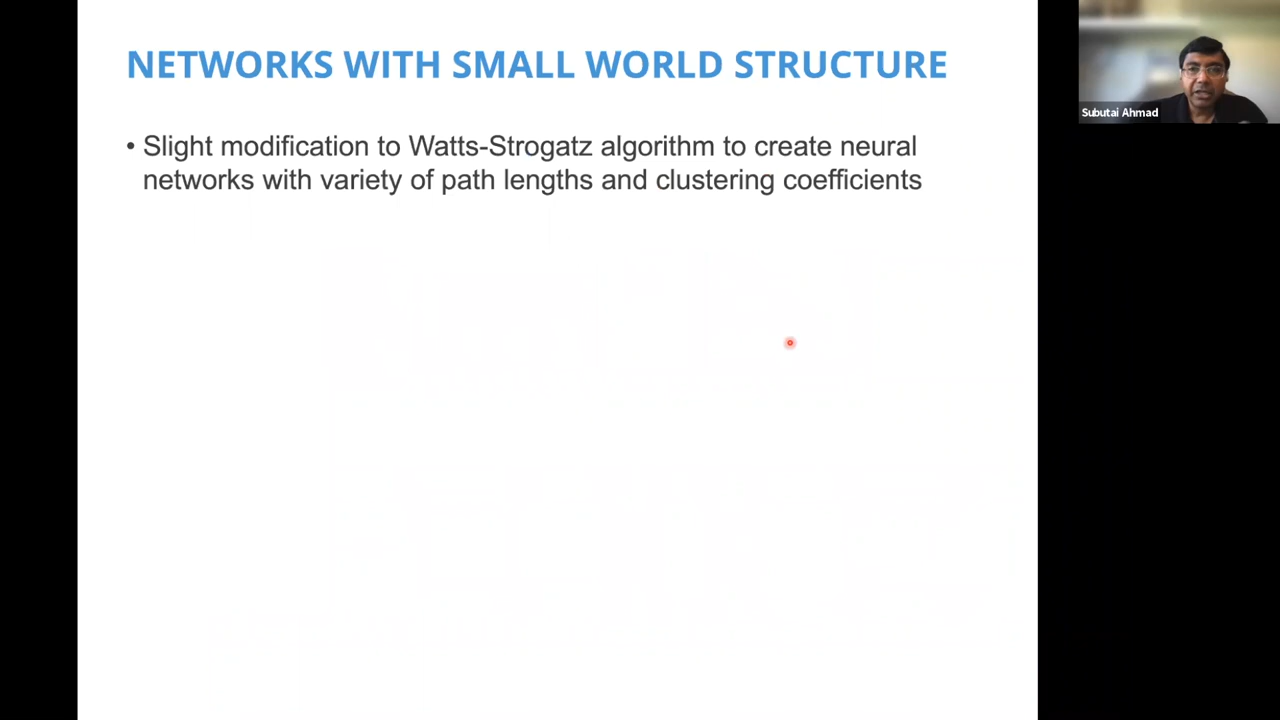 NETWORKS WITH SMALL WORLD STRUCTURE
• Slight modification to Watts-Strogatz algorithm to create neural
networks with variety of path lengths and clustering coefficients
Subutai Ahmad